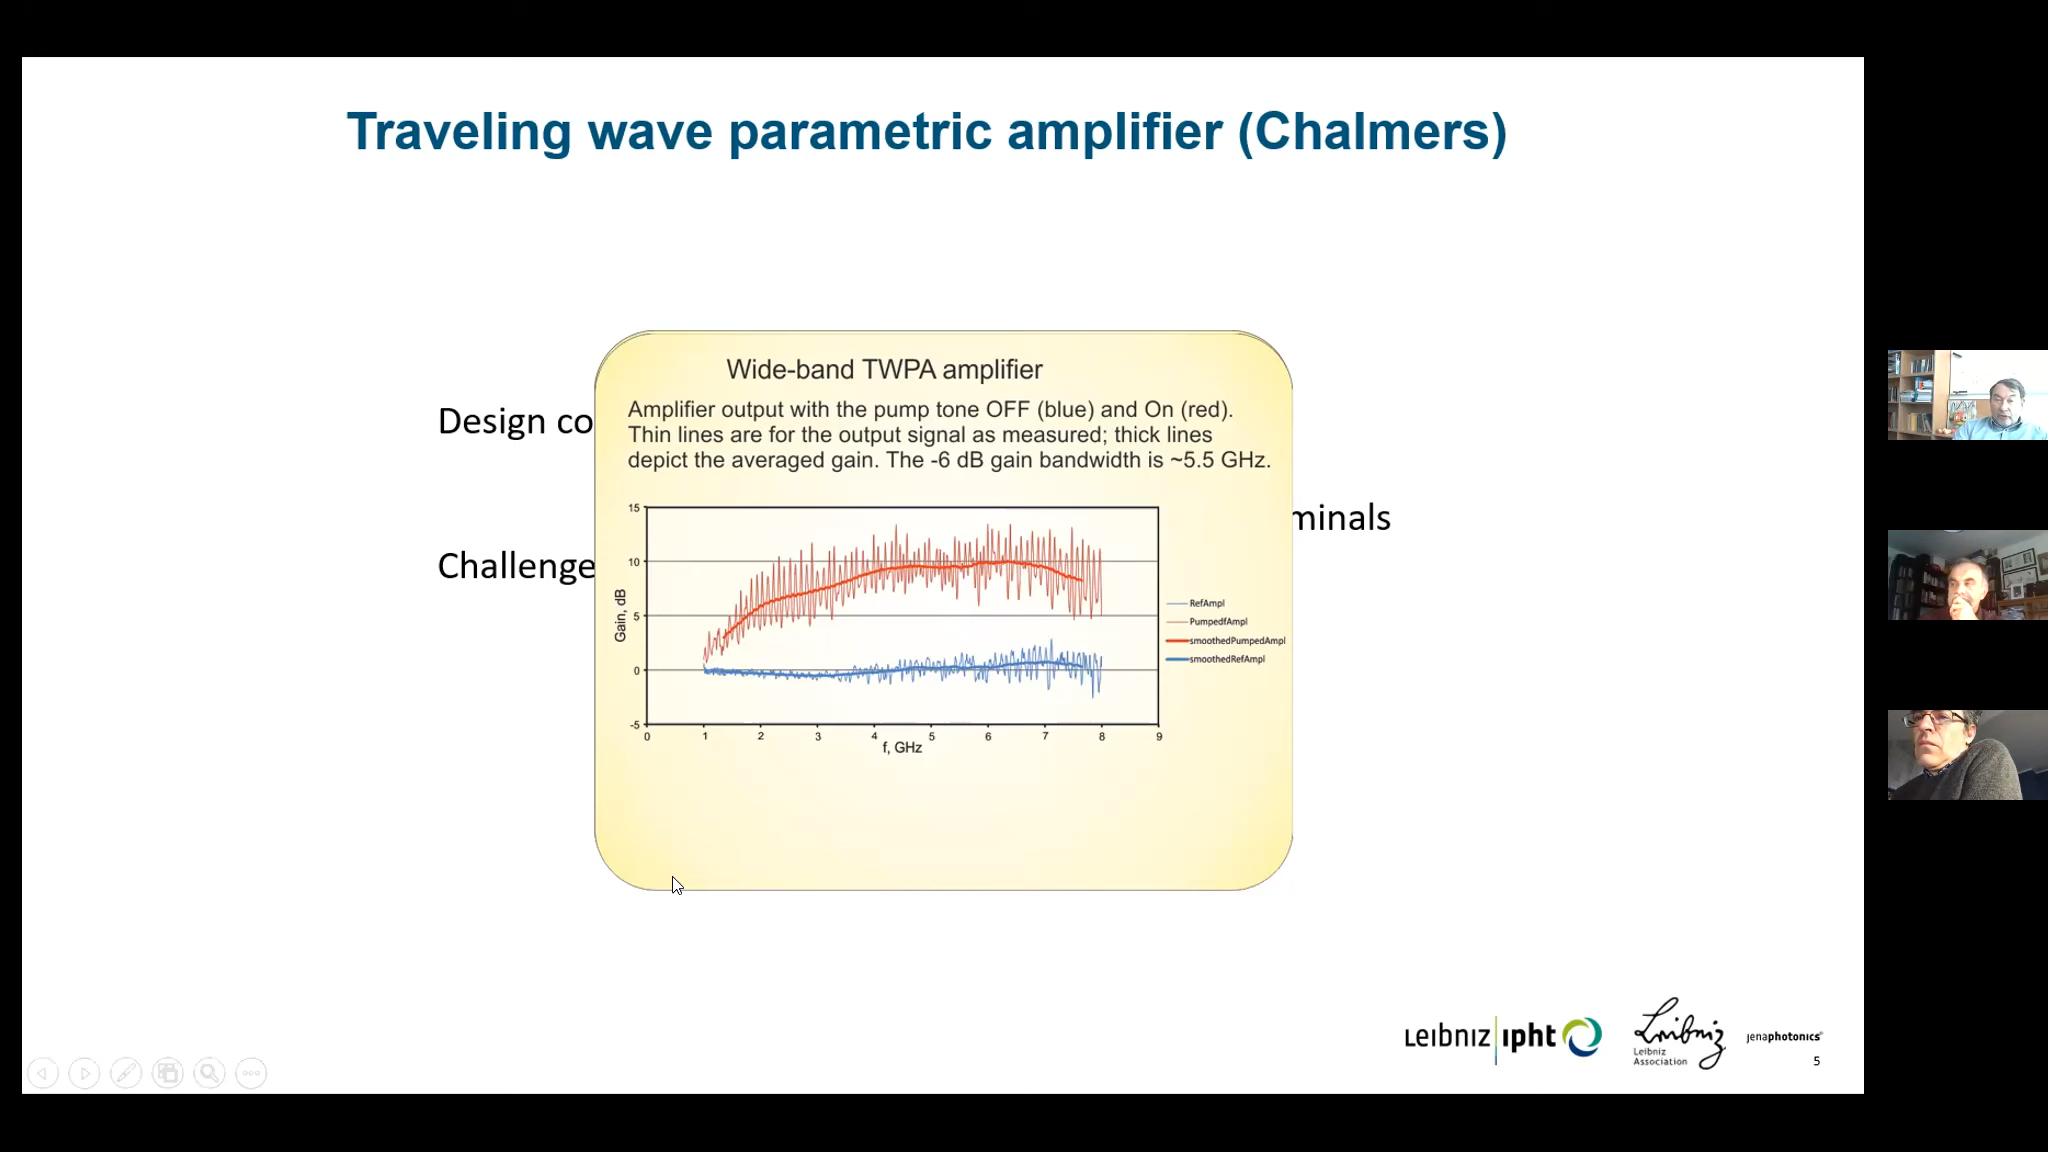 Traveling wave parametric amplifier (Chalmers)
Wide-band TWPA amplifier
Amplifier output with the pump tone OFF (blue) and On (red).
Thin lines are for the output signal as measured; thick lines
depict the averaged gain. The -6 dB gain bandwidth is ~5.5 GHz.
Design co
minals
Challenge
15
10
5
0
-5
Gain, dB
0 1 2 3 4 5 6 7 8 9
f, GHz
RefAmpl
PumpedfAmpl
smoothedPumpedAmpl
smoothedRefAmpl
Leibniz ipht
Leibniz
Leibniz
Association
jenaphotonics
5